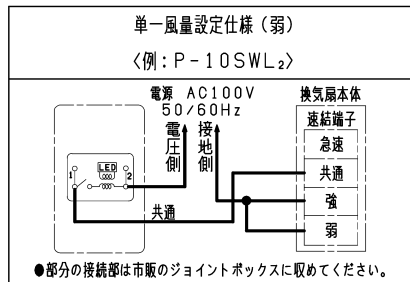 単一風量設定仕様（弱）
〈例：P－10SWL₂〉
電源 AC100V
50/60Hz
電圧側
接地側
換気扇本体
速結端子
急速
共通
強
弱
LED
1
2
共通
●部分の接続部は市販のジョイントボックスに収めてください。